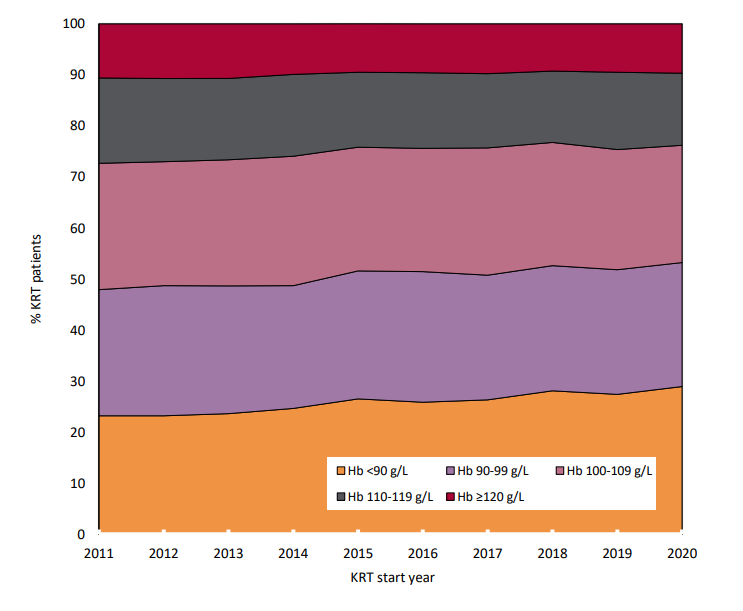 100
90
80
70
60
50
40
30
20
10
0
% KRT patients
Hb <90 g/L Hb 90-99 g/L Hb 100-109 g/L
Hb 110-119 g/L Hb ≥120 g/L
2011 2012 2013 2014 2015 2016 2017 2018 2019 2020
KRT start year